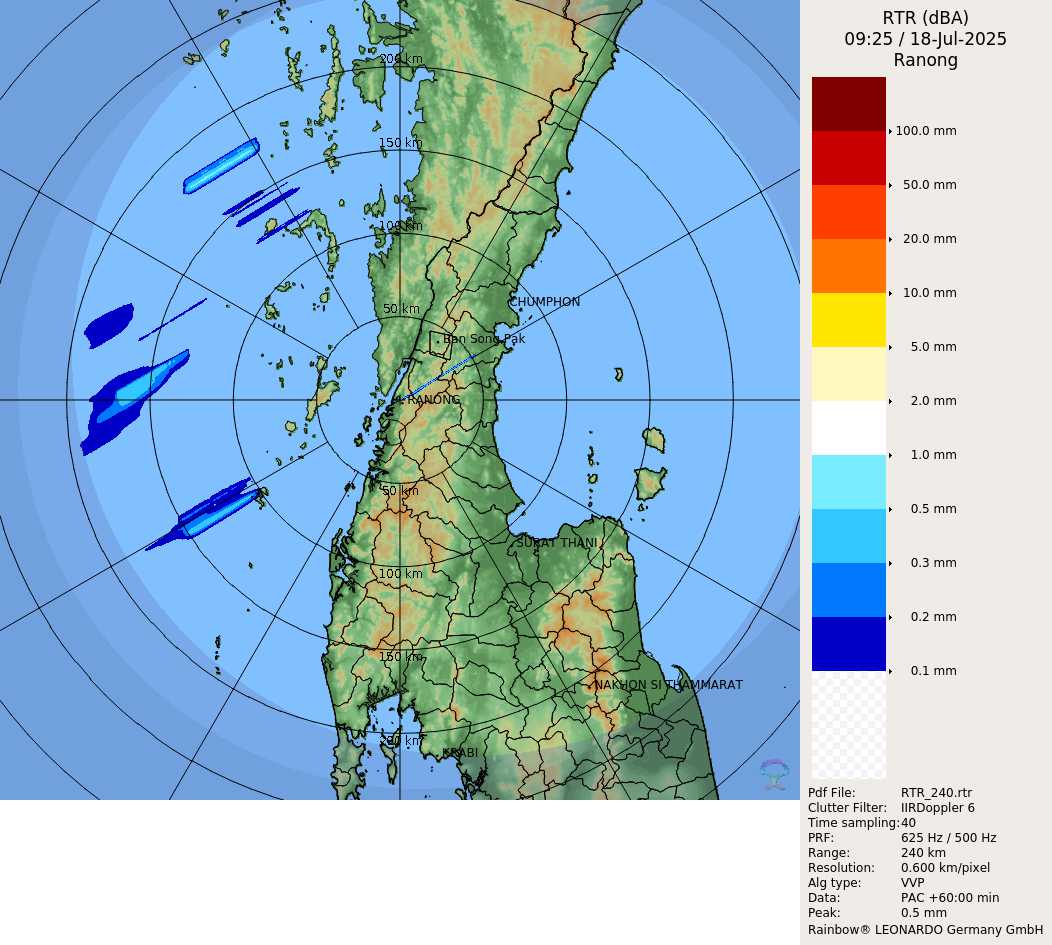 RTR (dBA)
09:25 / 18-Jul-2025
Ranong
200 km
150 km
100 km
50 km
CHUMPHON
Ban Song Pak
RANONG
50 km
SURAT THANI
100 km
150 km
NAKHON SI THAMMARAT
200 km
KRABI
100.0 mm
50.0 mm
20.0 mm
10.0 mm
5.0 mm
2.0 mm
1.0 mm
0.5 mm
0.3 mm
0.2 mm
0.1 mm
Pdf File: RTR_240.rtr
Clutter Filter: IIRDoppler 6
Time sampling: 40
PRF: 625 Hz / 500 Hz
Range: 240 km
Resolution: 0.600 km/pixel
Alg type: VVP
Data: PAC +60:00 min
Peak: 0.5 mm
Rainbow® LEONARDO Germany GmbH